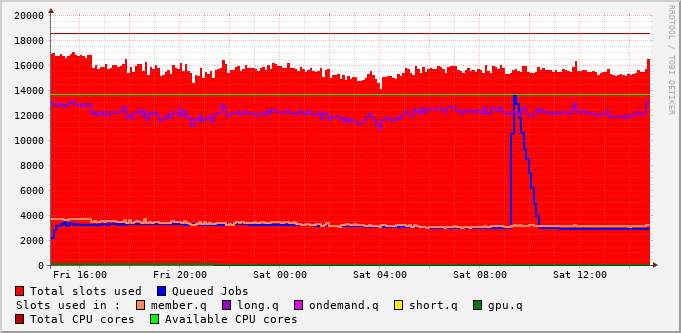 RRDTOOL / TOBI OETIKER
20000
18000
16000
14000
12000
10000
8000
6000
4000
2000
0
Fri 16:00 Fri 20:00 Sat 00:00 Sat 04:00 Sat 08:00 Sat 12:00
Total slots used Queued Jobs
Slots used in : member.q long.q ondemand.q short.q gpu.q
Total CPU cores Available CPU cores